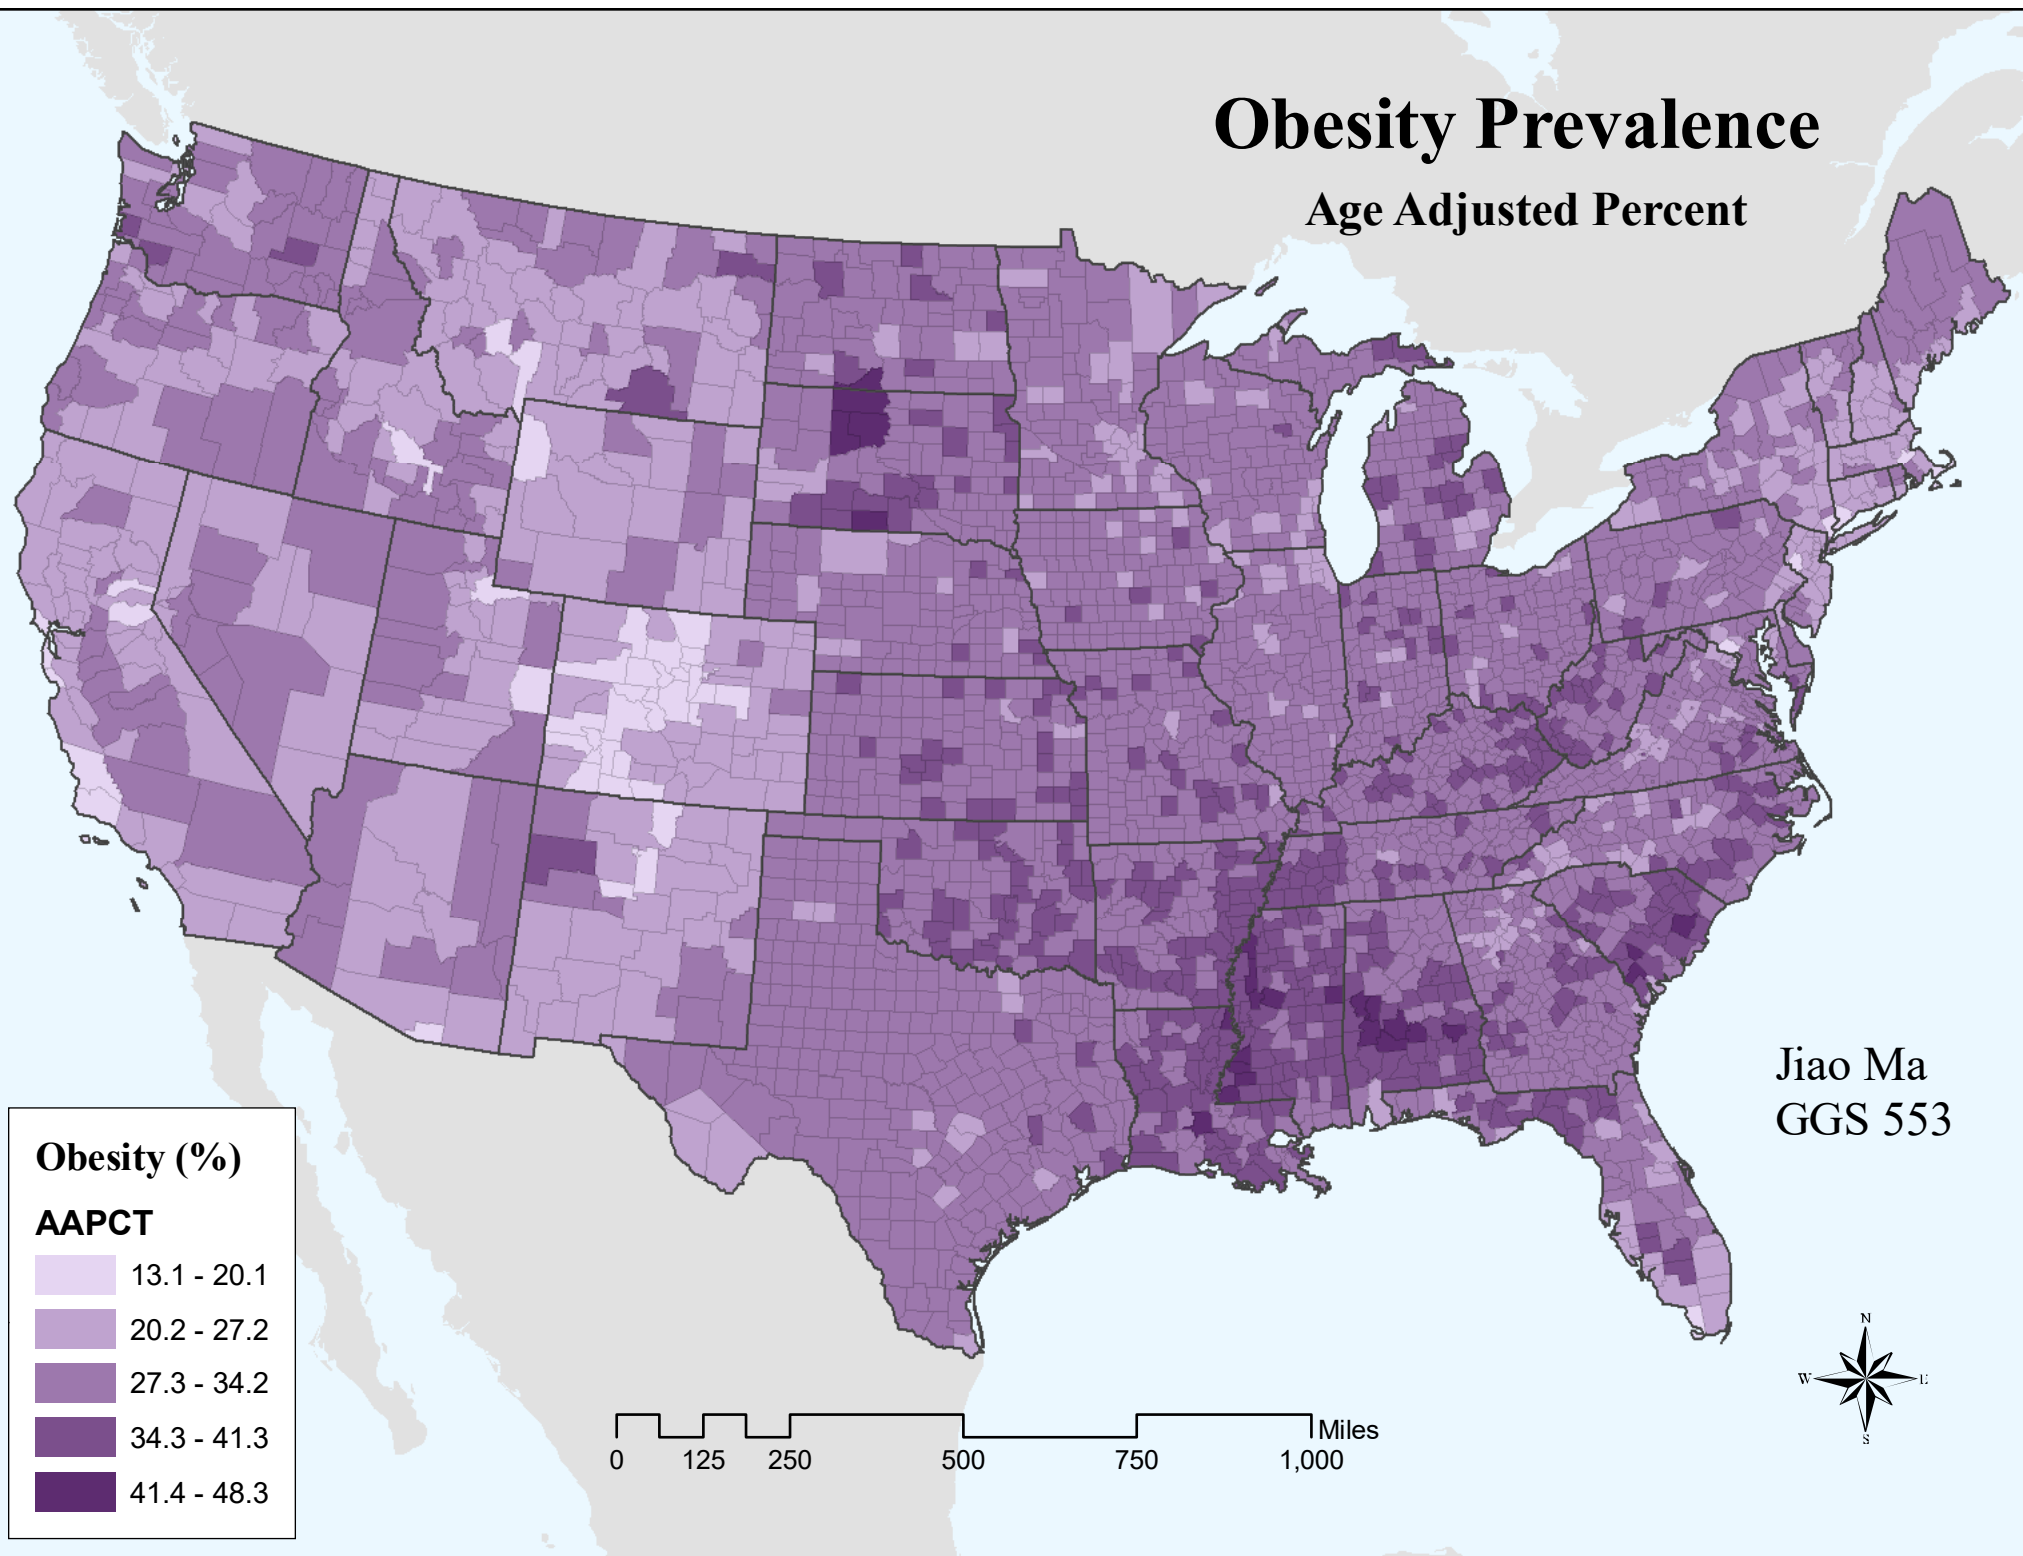 Obesity Prevalence
Age Adjusted Percent
Jiao Ma
GGS 553
Obesity (%)
AAPCT
13.1 - 20.1
20.2 - 27.2
27.3 - 34.2
34.3 - 41.3
41.4 - 48.3
Miles
0 125 250 500 750 1,000
N
W E
S